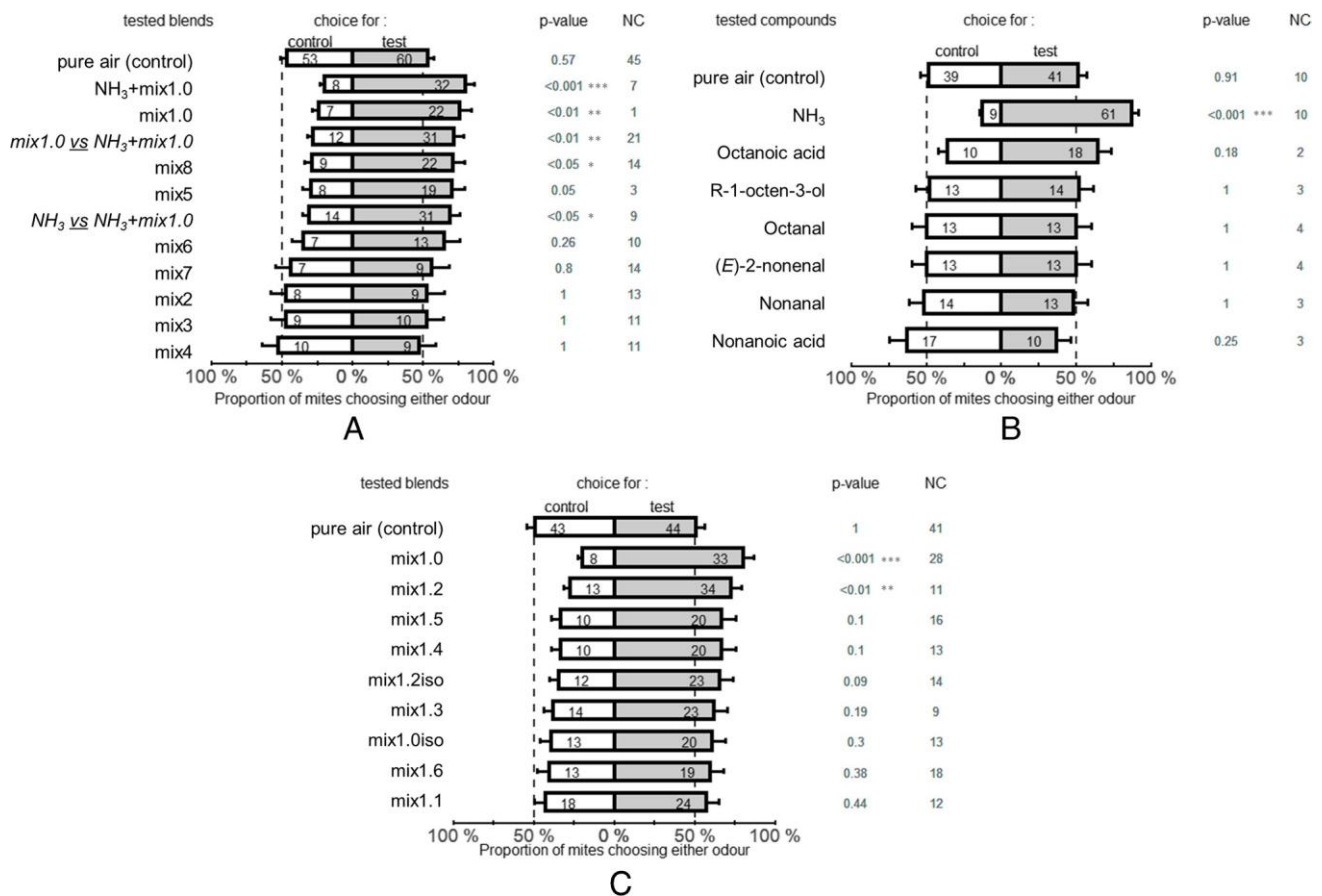 tested blends choice for : p-value NC
control test
pure air (control) 53 60 0.57 45
NH3+mix1.0 8 32 <0.001 *** 7
mix1.0 7 22 <0.01 ** 1
mix1.0 vs NH3+mix1.0 12 31 <0.01 ** 21
mix8 9 22 <0.05 * 14
mix5 8 19 0.05 3
NH3 vs NH3+mix1.0 14 31 <0.05 * 9
mix6 7 13 0.26 10
mix7 7 9 0.8 14
mix2 8 9 1 13
mix3 9 10 1 11
mix4 10 9 1 11
100 % 50 % 0 % 50 % 100 %
Proportion of mites choosing either odour
A
tested compounds choice for : p-value NC
control test
pure air (control) 39 41 0.91 10
NH3 9 61 <0.001 *** 10
Octanoic acid 10 18 0.18 2
R-1-octen-3-ol 13 14 1 3
Octanal 13 13 1 4
(E)-2-nonenal 13 13 1 4
Nonanal 14 13 1 3
Nonanoic acid 17 10 0.25 3
100 % 50 % 0 % 50 % 100 %
Proportion of mites choosing either odour
B
tested blends choice for : p-value NC
control test
pure air (control) 43 44 1 41
mix1.0 8 33 <0.001 *** 28
mix1.2 13 34 <0.01 ** 11
mix1.5 10 20 0.1 16
mix1.4 10 20 0.1 13
mix1.2iso 12 23 0.09 14
mix1.3 14 23 0.19 9
mix1.0iso 13 20 0.3 13
mix1.6 13 19 0.38 18
mix1.1 18 24 0.44 12
100 % 50 % 0 % 50 % 100 %
Proportion of mites choosing either odour
C